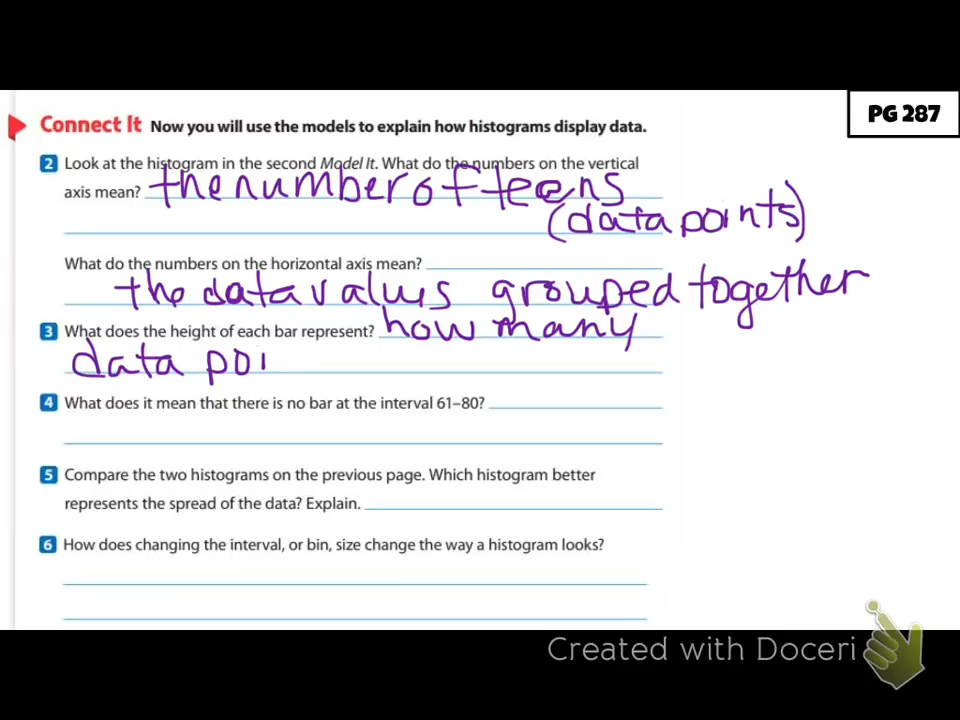 PG 287
Connect It Now you will use the models to explain how histograms display data.
2 Look at the histogram in the second Model It. What do the numbers on the vertical
axis mean? the number of teens
(data points)
What do the numbers on the horizontal axis mean?
the data values grouped together
3 What does the height of each bar represent? how many
data poi
4 What does it mean that there is no bar at the interval 61–80?
5 Compare the two histograms on the previous page. Which histogram better
represents the spread of the data? Explain.
6 How does changing the interval, or bin, size change the way a histogram looks?
Created with Doceri